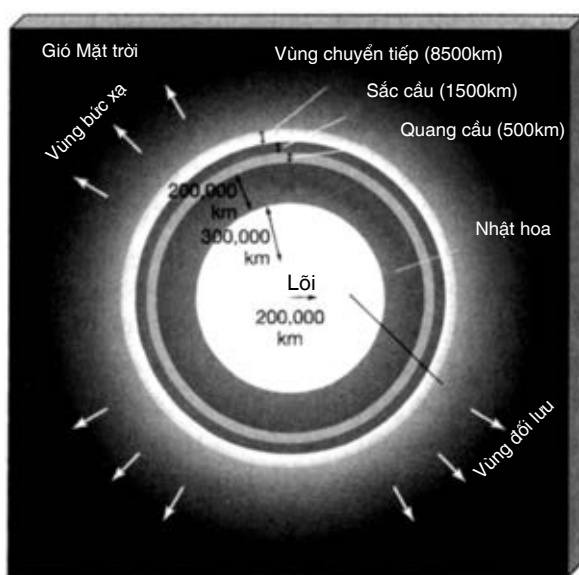 Gió Mặt trời
Vùng chuyển tiếp (8500km)
Sắc cầu (1500km)
Vùng bức xạ
Quang cầu (500km)
200,000
km
300,000
km
Nhật hoa
Lõi
200,000
km
Vùng đối lưu